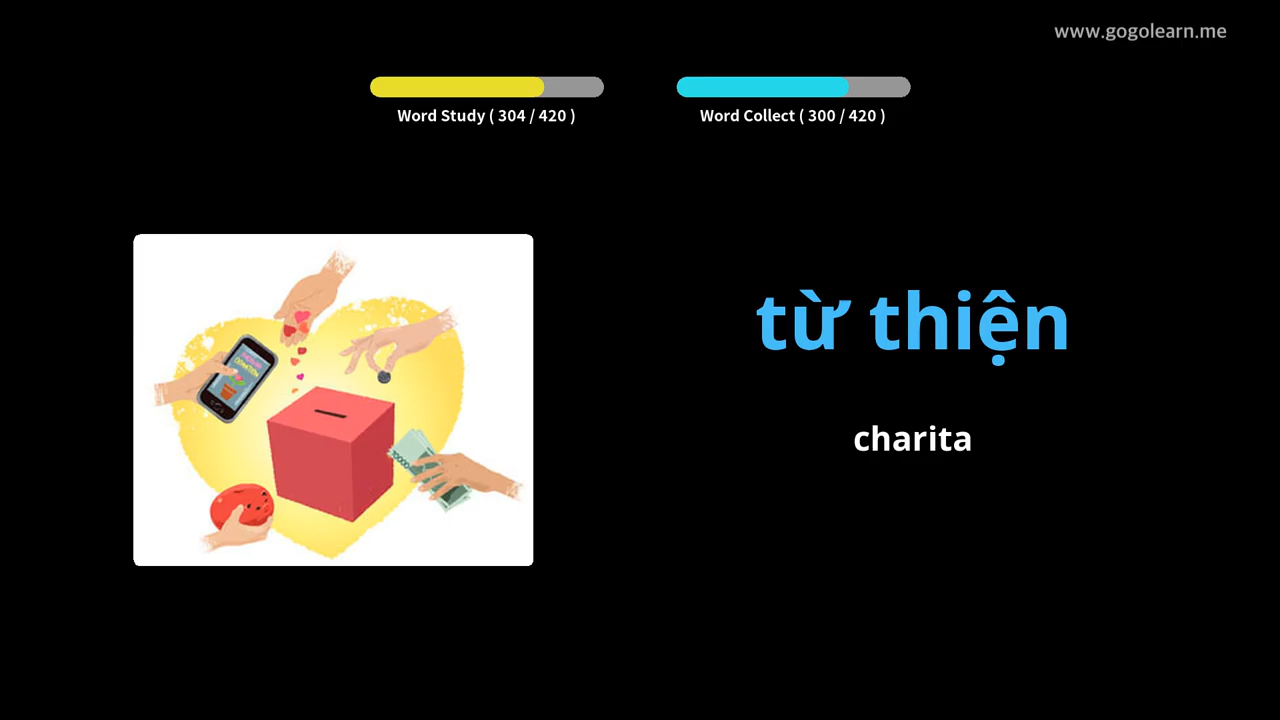 www.gogolearn.me
Word Study ( 304 / 420 )
Word Collect ( 300 / 420 )
từ thiện
charita